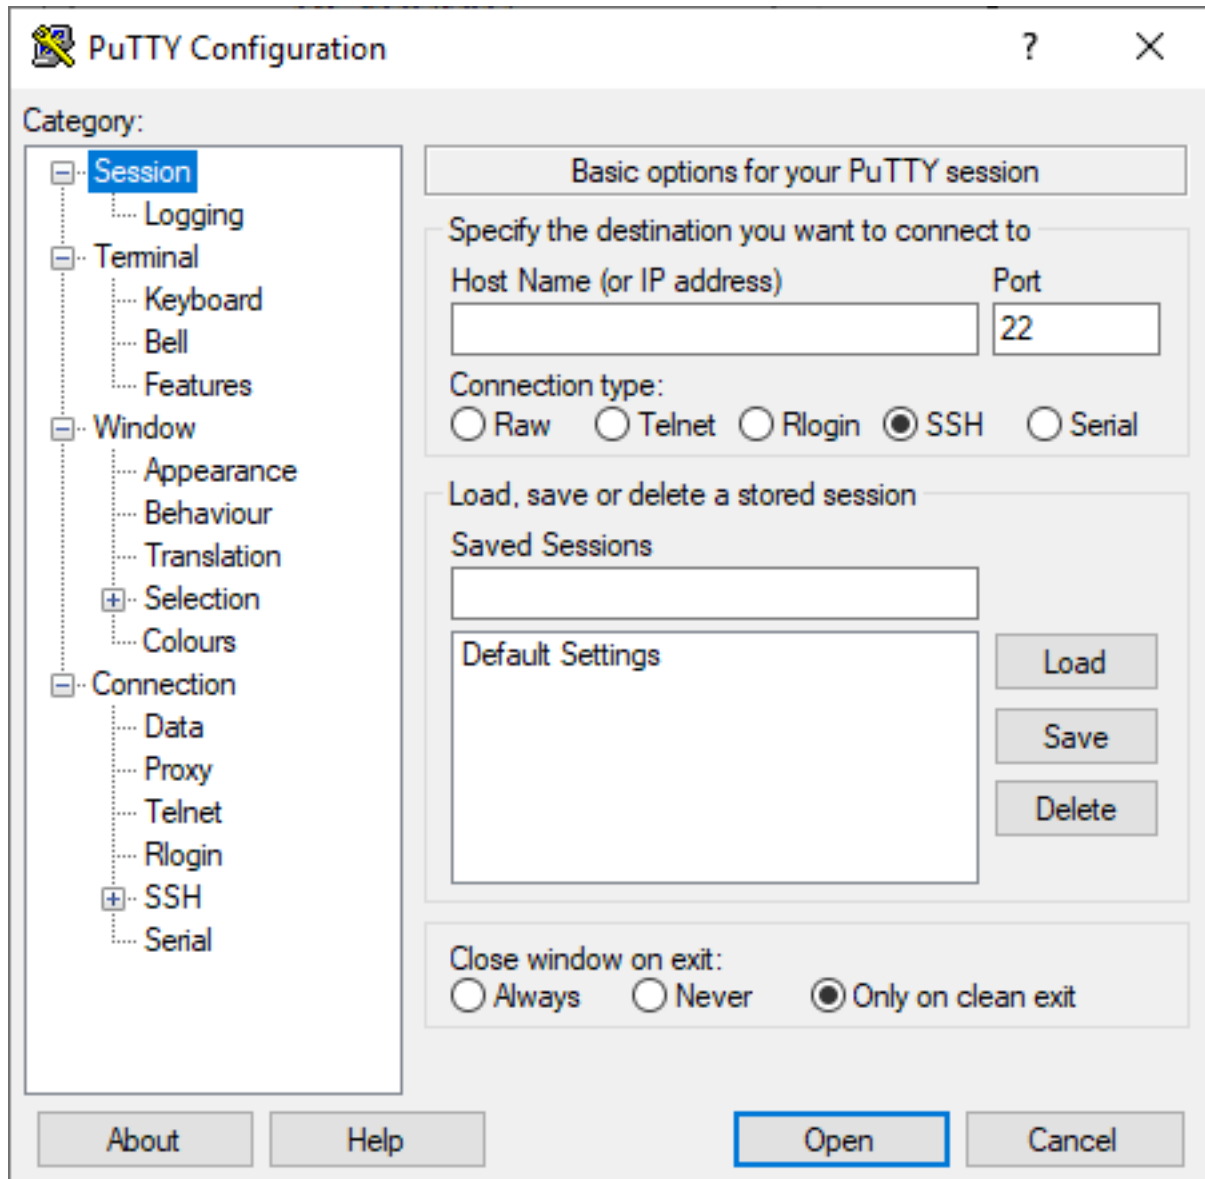 PuTTY Configuration
?
Category:
Session
Logging
Terminal
Keyboard
Bell
Features
Window
Appearance
Behaviour
Translation
Selection
Colours
Connection
Data
Proxy
Telnet
Rlogin
SSH
Serial
Basic options for your PuTTY session
Specify the destination you want to connect to
Host Name (or IP address) Port
22
Connection type:
Raw Telnet Rlogin SSH Serial
Load, save or delete a stored session
Saved Sessions
Default Settings
Load
Save
Delete
Close window on exit:
Always Never Only on clean exit
About Help Open Cancel